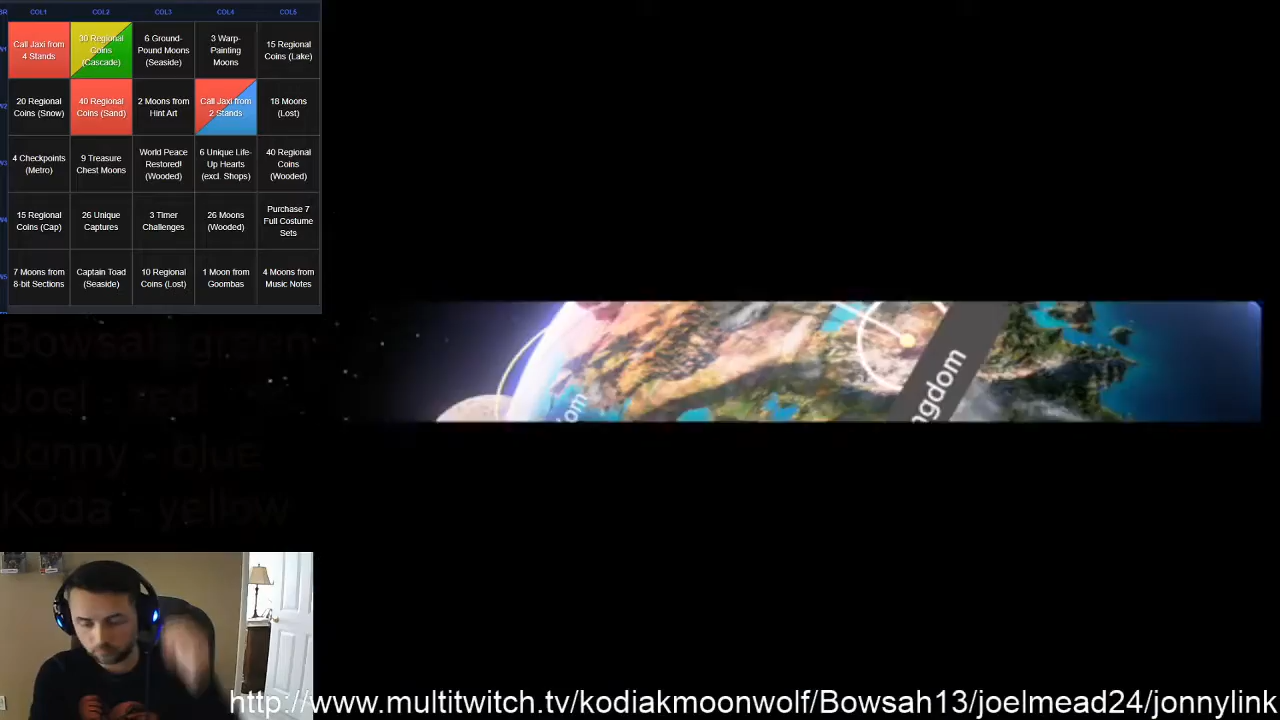 COL1 COL2 COL3 COL4 COL5
Call Jaxi from
4 Stands
30 Regional
Coins
(Cascade)
6 Ground-
Pound Moons
(Seaside)
3 Warp-
Painting
Moons
15 Regional
Coins (Lake)
20 Regional
Coins (Snow)
40 Regional
Coins (Sand)
2 Moons from
Hint Art
Call Jaxi from
2 Stands
18 Moons
(Lost)
4 Checkpoints
(Metro)
9 Treasure
Chest Moons
World Peace
Restored!
(Wooded)
6 Unique Life-
Up Hearts
(excl. Shops)
40 Regional
Coins
(Wooded)
15 Regional
Coins (Cap)
26 Unique
Captures
3 Timer
Challenges
26 Moons
(Wooded)
Purchase 7
Full Costume
Sets
7 Moons from
8-bit Sections
Captain Toad
(Seaside)
10 Regional
Coins (Lost)
1 Moon from
Goombas
4 Moons from
Music Notes
Bowsah - green
Joel - red
Jonny - blue
Koda - yellow
om
ngdom
http://www.multitwitch.tv/kodiakmoonwolf/Bowsah13/joelmead24/jonnylink